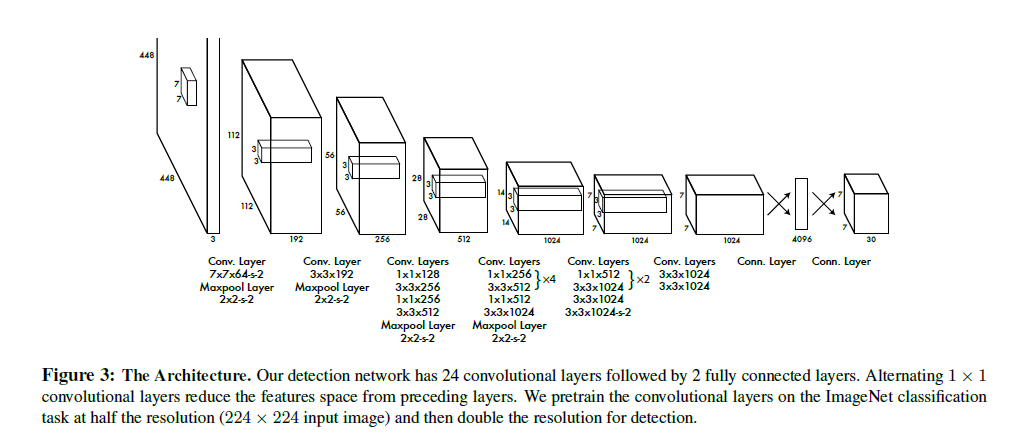 448
7
7
448
3
112
3
3
112
192
56
3
3
56
256
28
3
3
28
512
14
3
3
14
1024
7
3
3
7
1024
7
7
1024
4096
7
7
30
Conv. Layer
7x7x64-s-2
Maxpool Layer
2x2-s-2
Conv. Layer
3x3x192
Maxpool Layer
2x2-s-2
Conv. Layers
1x1x128
3x3x256
1x1x256
3x3x512
Maxpool Layer
2x2-s-2
Conv. Layers
1x1x256
3x3x512 }×4
1x1x512
3x3x1024
Maxpool Layer
2x2-s-2
Conv. Layers
1x1x512
3x3x1024 }×2
3x3x1024
3x3x1024-s-2
Conv. Layers
3x3x1024
3x3x1024
Conn. Layer
Conn. Layer
Figure 3: The Architecture. Our detection network has 24 convolutional layers followed by 2 fully connected layers. Alternating 1 × 1
convolutional layers reduce the features space from preceding layers. We pretrain the convolutional layers on the ImageNet classification
task at half the resolution (224 × 224 input image) and then double the resolution for detection.